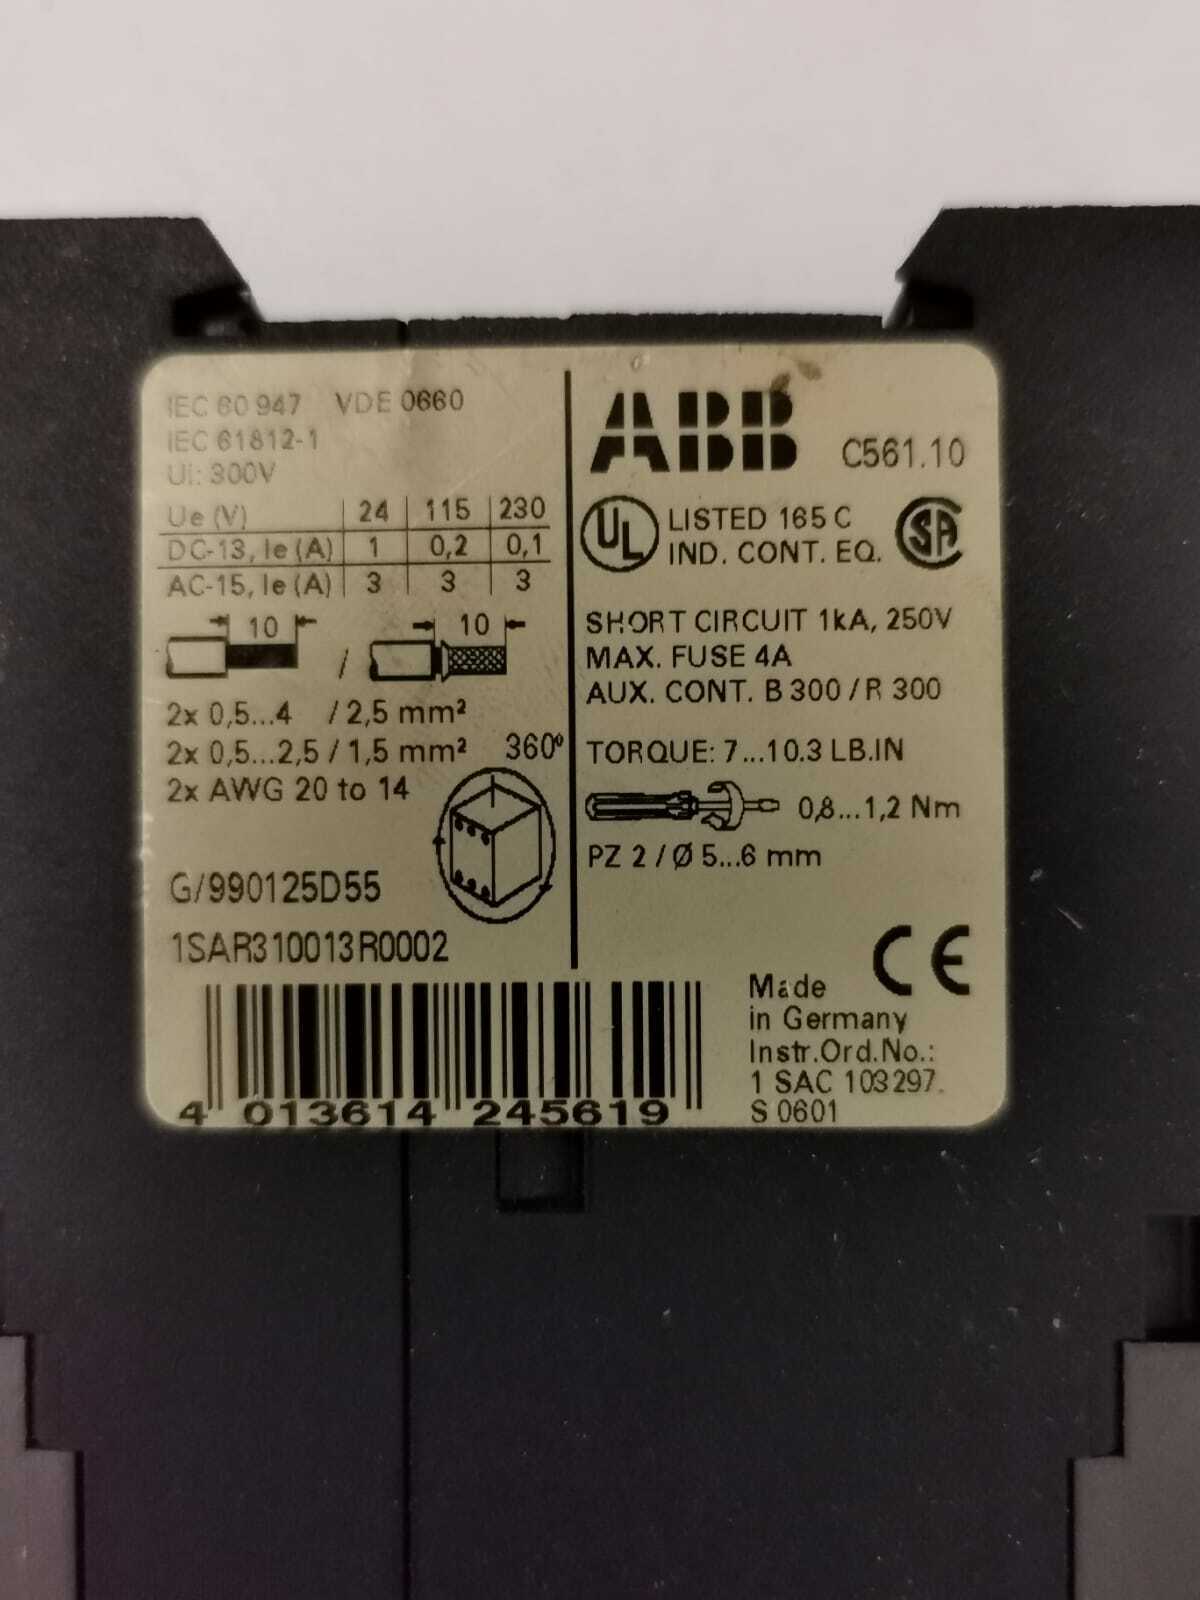 IEC 60 947 VDE 0660
IEC 61812-1
Ui: 300V
Ue (V) 24 115 230
DC-13, Ie (A) 1 0,2 0,1
AC-15, Ie (A) 3 3 3
10 / 10
2x 0,5...4 / 2,5 mm²
2x 0,5...2,5 / 1,5 mm² 360°
2x AWG 20 to 14
G/990125D55
1SAR310013R0002
4 013614 245619
ABB C561.10
UL LISTED 165 C SA
IND. CONT. EQ.
SHORT CIRCUIT 1kA, 250V
MAX. FUSE 4A
AUX. CONT. B 300 / R 300
TORQUE: 7...10.3 LB.IN
0,8...1,2 Nm
PZ 2 / Ø 5...6 mm
CE
Made
in Germany
Instr.Ord.No.:
1 SAC 103297
S 0601